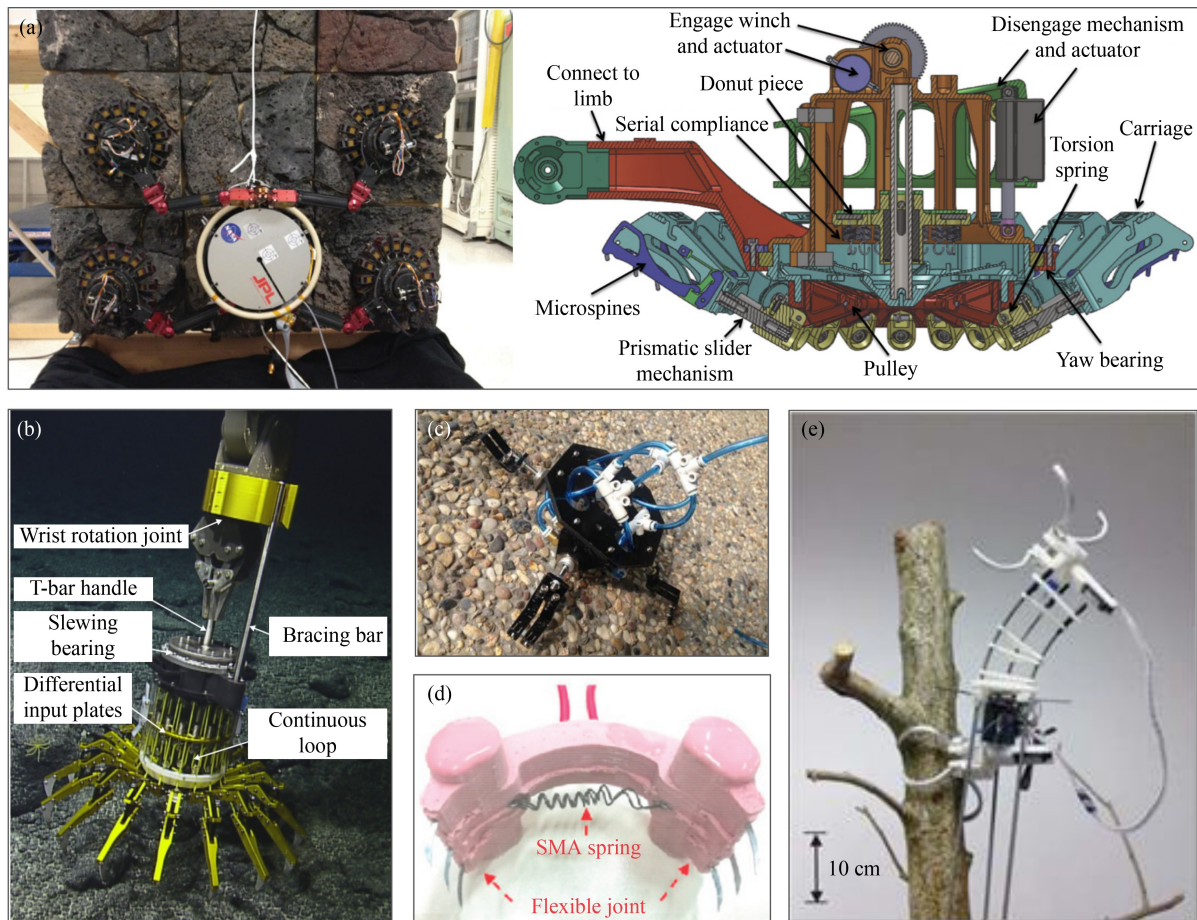 (a)
NASA
JPL
Engage winch
and actuator
Disengage mechanism
and actuator
Connect to
limb
Donut piece
Serial compliance
Torsion
spring
Carriage
Microspines
Prismatic slider
mechanism
Pulley
Yaw bearing
(b)
Wrist rotation joint
T-bar handle
Slewing
bearing
Bracing bar
Differential
input plates
Continuous
loop
(c)
(d)
SMA spring
Flexible joint
(e)
10 cm